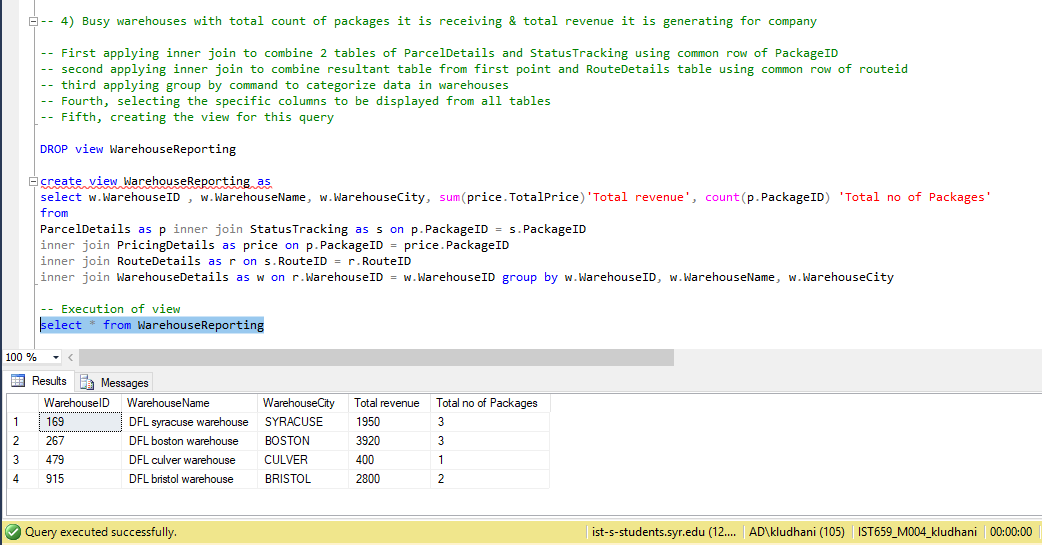 -- 4) Busy warehouses with total count of packages it is receiving & total revenue it is generating for company
-- First applying inner join to combine 2 tables of ParcelDetails and StatusTracking using common row of PackageID
-- second applying inner join to combine resultant table from first point and RouteDetails table using common row of routeid
-- third applying group by command to categorize data in warehouses
-- Fourth, selecting the specific columns to be displayed from all tables
-- Fifth, creating the view for this query
DROP view WarehouseReporting
create view WarehouseReporting as
select w.WarehouseID , w.WarehouseName, w.WarehouseCity, sum(price.TotalPrice)'Total revenue', count(p.PackageID) 'Total no of Packages'
from
ParcelDetails as p inner join StatusTracking as s on p.PackageID = s.PackageID
inner join PricingDetails as price on p.PackageID = price.PackageID
inner join RouteDetails as r on s.RouteID = r.RouteID
inner join WarehouseDetails as w on r.WarehouseID = w.WarehouseID group by w.WarehouseID, w.WarehouseName, w.WarehouseCity
-- Execution of view
select * from WarehouseReporting
100 %
Results Messages
WarehouseID WarehouseName WarehouseCity Total revenue Total no of Packages
1 169 DFL syracuse warehouse SYRACUSE 1950 3
2 267 DFL boston warehouse BOSTON 3920 3
3 479 DFL culver warehouse CULVER 400 1
4 915 DFL bristol warehouse BRISTOL 2800 2
Query executed successfully. ist-s-students.syr.edu (12.... AD\kludhani (105) IST659_M004_kludhani 00:00:00